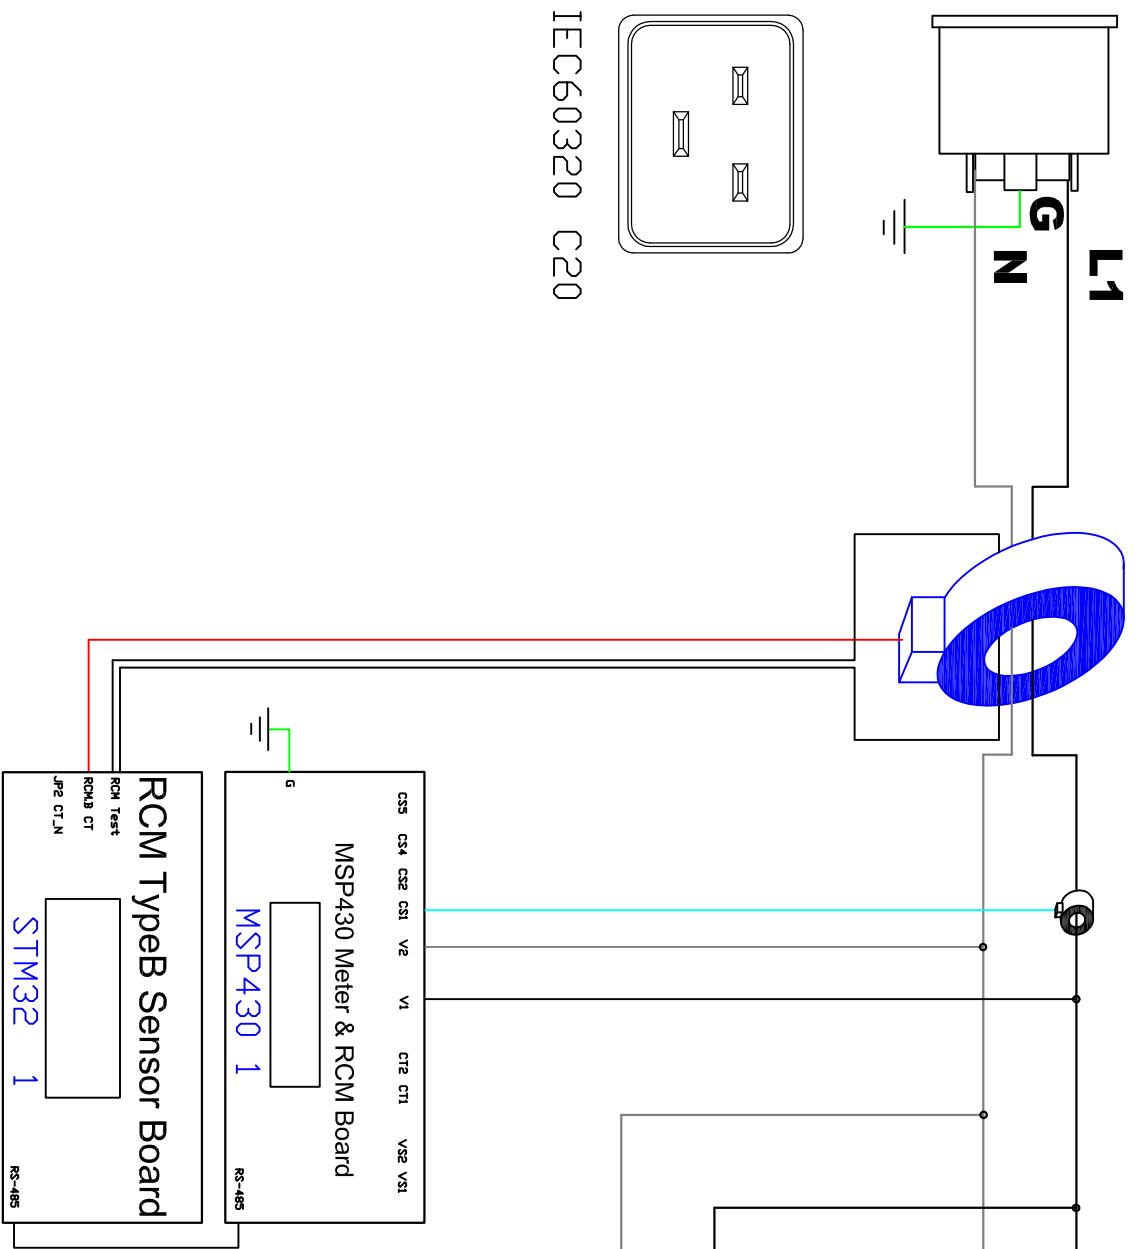 L1
G
N
IEC60320 C20
CS5 CS4 CS2 CS1 V2 V1 CT2 CT1 VS2 VS1
MSP430 Meter & RCM Board
G
MSP430 1
RS-485
RCM TypeB Sensor Board
RCM Test
RCM.B CT
JP2 CT_N
STM32 1
RS-485